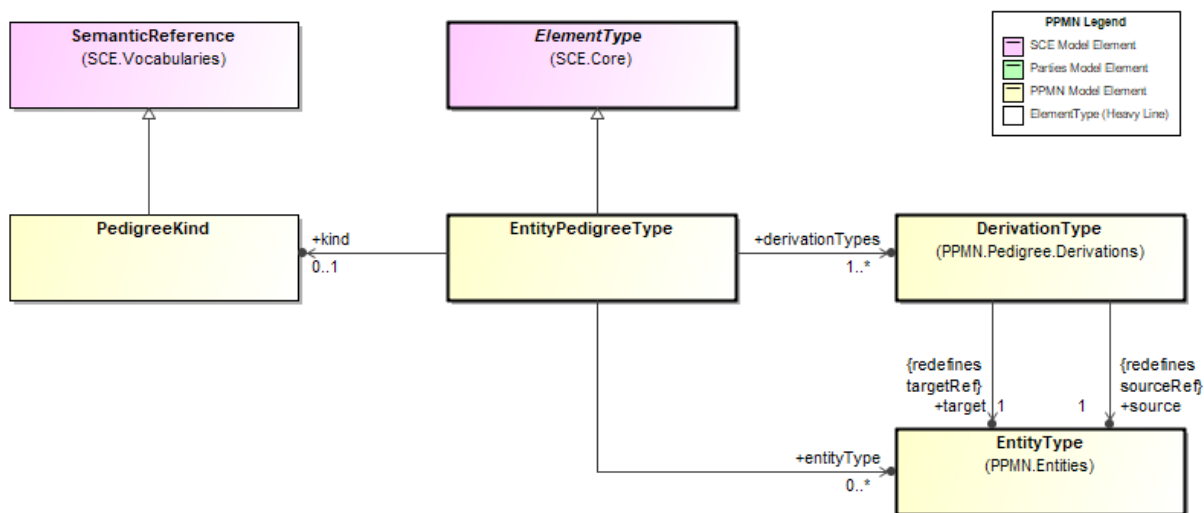 SemanticReference
(SCE.Vocabularies)
ElementType
(SCE.Core)
PPMN Legend
SCE Model Element
Parties Model Element
PPMN Model Element
ElementType (Heavy Line)
PedigreeKind
+kind
0..1
EntityPedigreeType
+derivationTypes
1..*
DerivationType
(PPMN.Pedigree.Derivations)
{redefines
targetRef}
+target
1
{redefines
sourceRef}
+source
1
+entityType
0..*
EntityType
(PPMN.Entities)